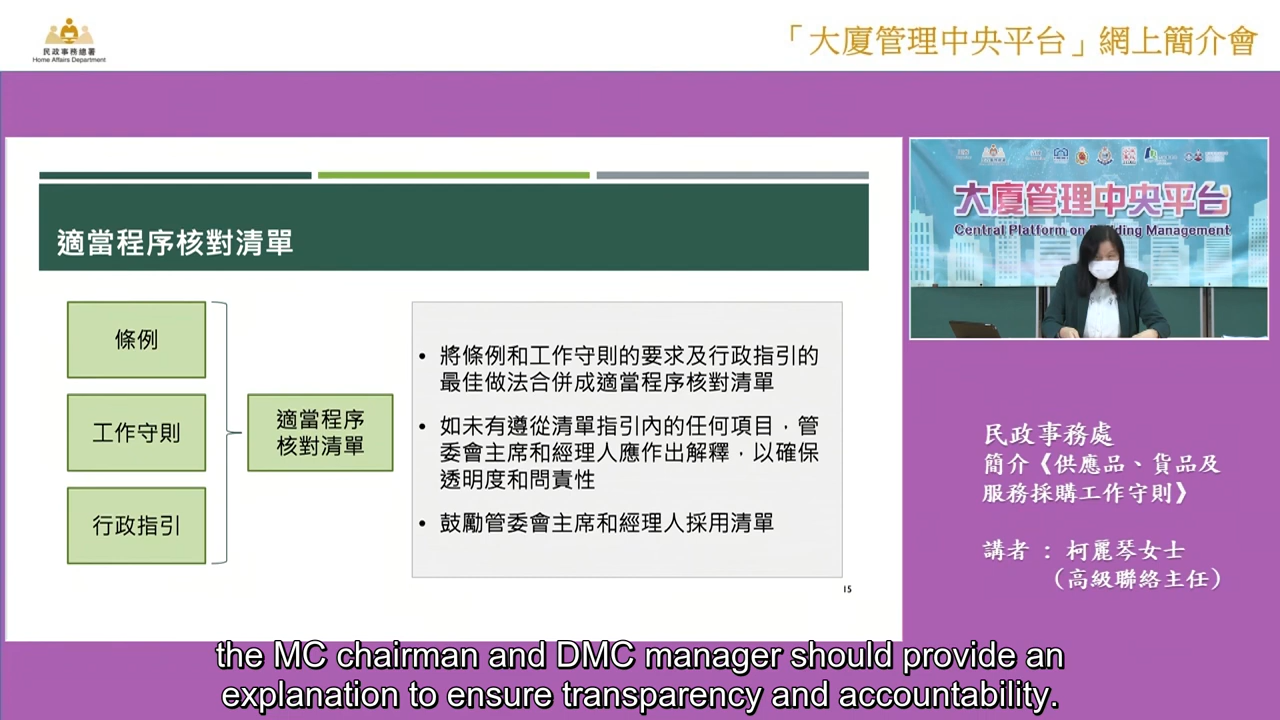 民政事務總署
Home Affairs Department
「大廈管理中央平台」網上簡介會
適當程序核對清單
條例
工作守則
行政指引
適當程序
核對清單
• 將條例和工作守則的要求及行政指引的
最佳做法合併成適當程序核對清單
• 如未有遵從清單指引內的任何項目，管
委會主席和經理人應作出解釋，以確保
透明度和問責性
• 鼓勵管委會主席和經理人採用清單
15
大廈管理中央平台
Central Platform on Building Management
民政事務處
簡介《供應品、貨品及
服務採購工作守則》
講者 ： 柯麗琴女士
（高級聯絡主任）
the MC chairman and DMC manager should provide an
explanation to ensure transparency and accountability.